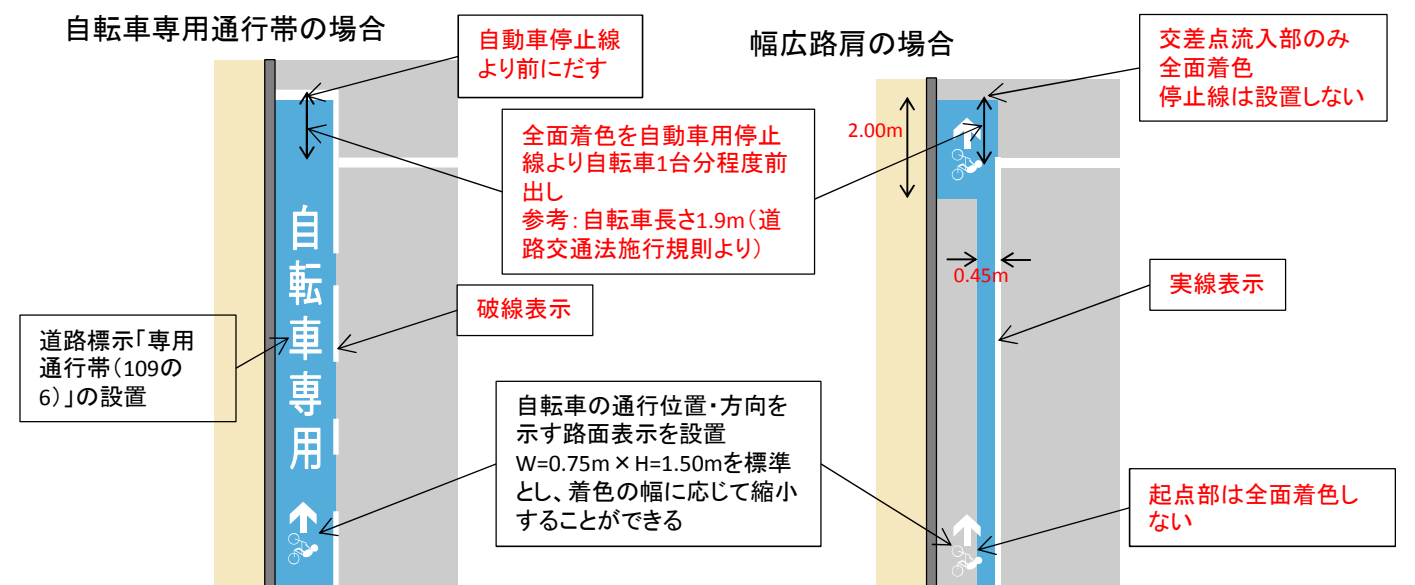 自転車専用通行帯の場合
自動車停止線
より前にだす
幅広路肩の場合
交差点流入部のみ
全面着色
停止線は設置しない
全面着色を自動車用停止
線より自転車1台分程度前
出し
参考：自転車長さ1.9m（道
路交通法施行規則より）
2.00m
0.45m
自転車専用
破線表示
実線表示
道路標示「専用
通行帯（109の
6）」の設置
自転車の通行位置・方向を
示す路面表示を設置
W=0.75m×H=1.50mを標準
とし、着色の幅に応じて縮小
することができる
起点部は全面着色し
ない